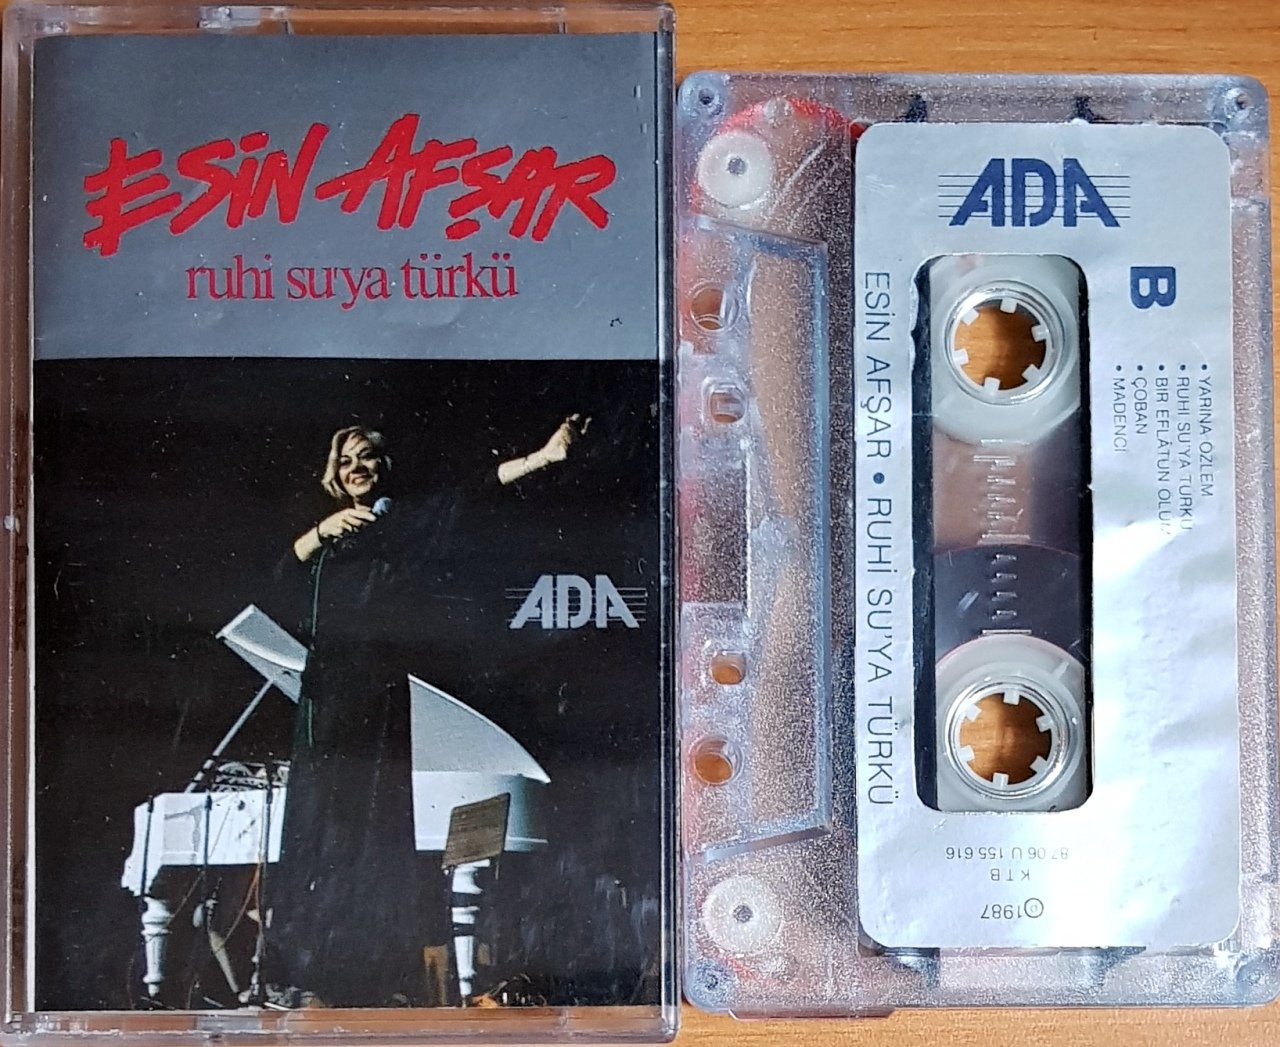 ESİN AFŞAR
ruhi su'ya türkü
ADA
ADA
B
ESİN AFŞAR • RUHİ SU'YA TÜRKÜ
• YARINA ÖZLEM
• RUHİ SU'YA TÜRKÜ
• BİR EFLÂTUN ÖLÜM
• ÇOBAN
• MADENCİ
87.06.U.155.616
K T B
℗1987